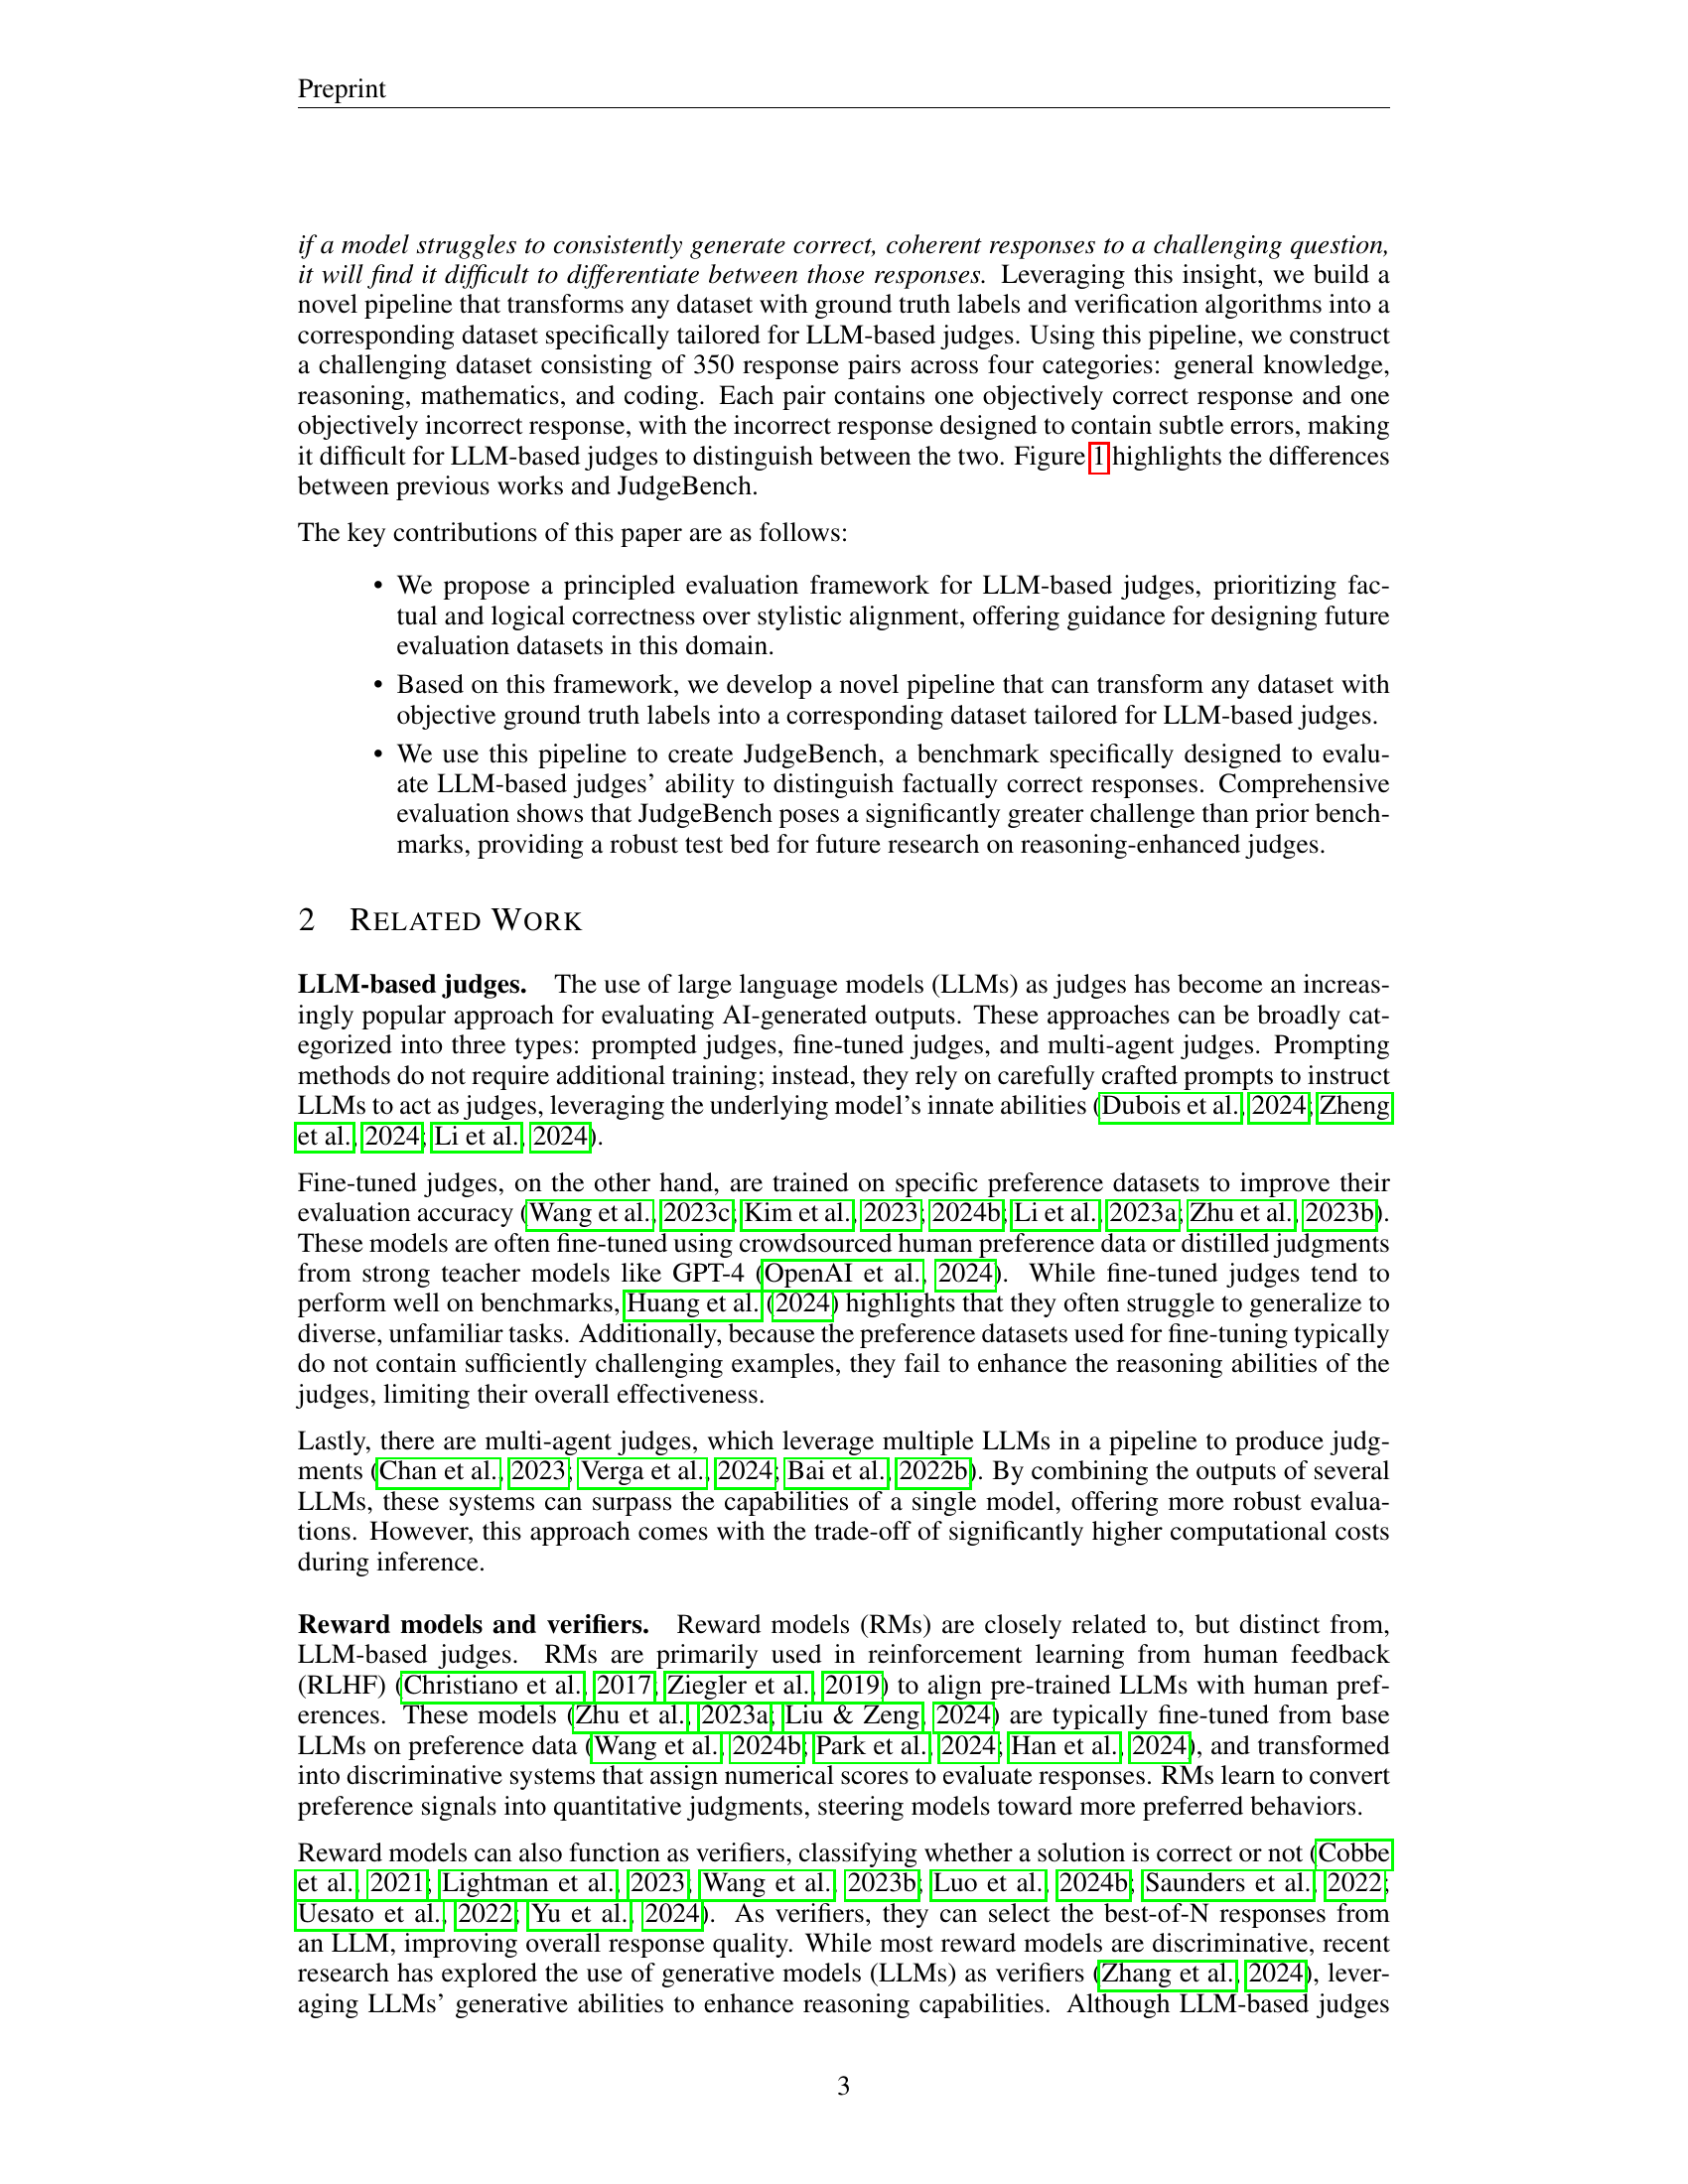 Preprint
if a model struggles to consistently generate correct, coherent responses to a challenging question,
it will find it difficult to differentiate between those responses. Leveraging this insight, we build a
novel pipeline that transforms any dataset with ground truth labels and verification algorithms into a
corresponding dataset specifically tailored for LLM-based judges. Using this pipeline, we construct
a challenging dataset consisting of 350 response pairs across four categories: general knowledge,
reasoning, mathematics, and coding. Each pair contains one objectively correct response and one
objectively incorrect response, with the incorrect response designed to contain subtle errors, making
it difficult for LLM-based judges to distinguish between the two. Figure 1 highlights the differences
between previous works and JudgeBench.
The key contributions of this paper are as follows:
• We propose a principled evaluation framework for LLM-based judges, prioritizing fac-
tual and logical correctness over stylistic alignment, offering guidance for designing future
evaluation datasets in this domain.
• Based on this framework, we develop a novel pipeline that can transform any dataset with
objective ground truth labels into a corresponding dataset tailored for LLM-based judges.
• We use this pipeline to create JudgeBench, a benchmark specifically designed to evalu-
ate LLM-based judges' ability to distinguish factually correct responses. Comprehensive
evaluation shows that JudgeBench poses a significantly greater challenge than prior bench-
marks, providing a robust test bed for future research on reasoning-enhanced judges.
2 RELATED WORK
LLM-based judges. The use of large language models (LLMs) as judges has become an increas-
ingly popular approach for evaluating AI-generated outputs. These approaches can be broadly cat-
egorized into three types: prompted judges, fine-tuned judges, and multi-agent judges. Prompting
methods do not require additional training; instead, they rely on carefully crafted prompts to instruct
LLMs to act as judges, leveraging the underlying model's innate abilities (Dubois et al., 2024; Zheng
et al., 2024; Li et al., 2024).
Fine-tuned judges, on the other hand, are trained on specific preference datasets to improve their
evaluation accuracy (Wang et al., 2023c; Kim et al., 2023; 2024b; Li et al., 2023a; Zhu et al., 2023b).
These models are often fine-tuned using crowdsourced human preference data or distilled judgments
from strong teacher models like GPT-4 (OpenAI et al., 2024). While fine-tuned judges tend to
perform well on benchmarks, Huang et al. (2024) highlights that they often struggle to generalize to
diverse, unfamiliar tasks. Additionally, because the preference datasets used for fine-tuning typically
do not contain sufficiently challenging examples, they fail to enhance the reasoning abilities of the
judges, limiting their overall effectiveness.
Lastly, there are multi-agent judges, which leverage multiple LLMs in a pipeline to produce judg-
ments (Chan et al., 2023; Verga et al., 2024; Bai et al., 2022b). By combining the outputs of several
LLMs, these systems can surpass the capabilities of a single model, offering more robust evalua-
tions. However, this approach comes with the trade-off of significantly higher computational costs
during inference.
Reward models and verifiers. Reward models (RMs) are closely related to, but distinct from,
LLM-based judges. RMs are primarily used in reinforcement learning from human feedback
(RLHF) (Christiano et al., 2017; Ziegler et al., 2019) to align pre-trained LLMs with human pref-
erences. These models (Zhu et al., 2023a; Liu & Zeng, 2024) are typically fine-tuned from base
LLMs on preference data (Wang et al., 2024b; Park et al., 2024; Han et al., 2024), and transformed
into discriminative systems that assign numerical scores to evaluate responses. RMs learn to convert
preference signals into quantitative judgments, steering models toward more preferred behaviors.
Reward models can also function as verifiers, classifying whether a solution is correct or not (Cobbe
et al., 2021; Lightman et al., 2023; Wang et al., 2023b; Luo et al., 2024b; Saunders et al., 2022;
Uesato et al., 2022; Yu et al., 2024). As verifiers, they can select the best-of-N responses from
an LLM, improving overall response quality. While most reward models are discriminative, recent
research has explored the use of generative models (LLMs) as verifiers (Zhang et al., 2024), lever-
aging LLMs' generative abilities to enhance reasoning capabilities. Although LLM-based judges
3